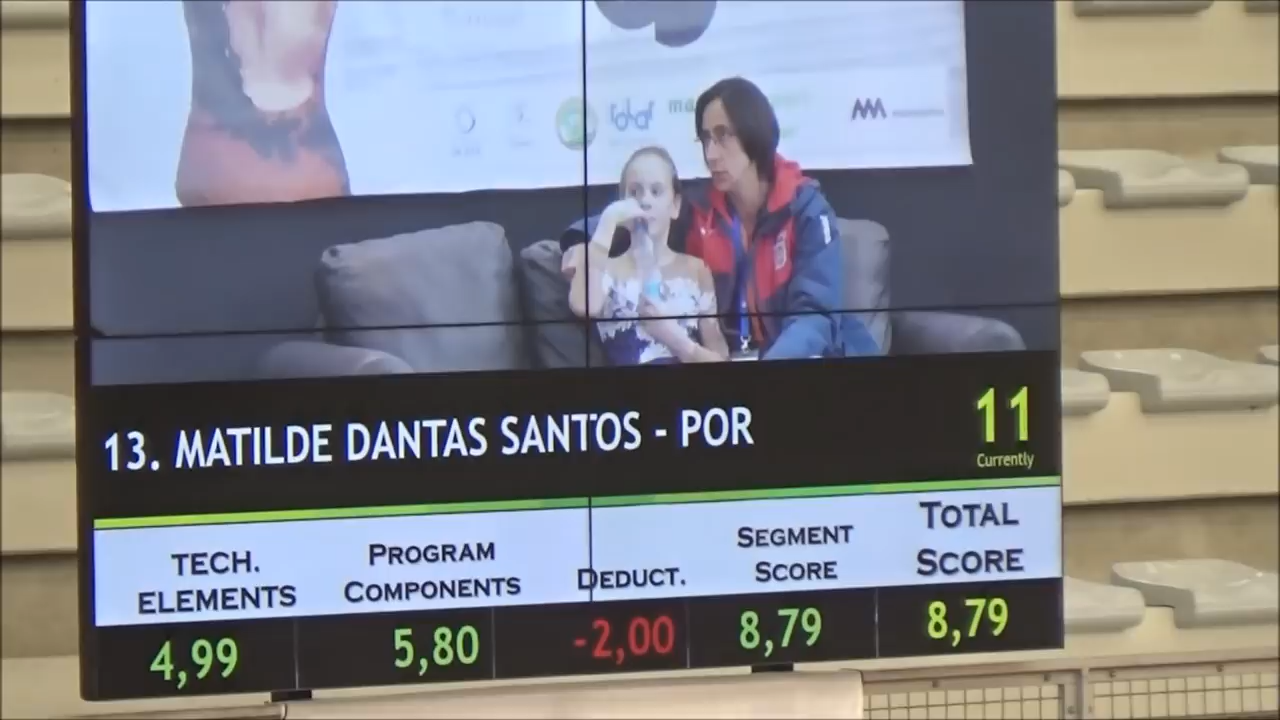 13. MATILDE DANTAS SANTOS - POR
11
Currently
TECH. ELEMENTS
PROGRAM COMPONENTS
DEDUCT.
SEGMENT SCORE
TOTAL SCORE
4,99
5,80
-2,00
8,79
8,79